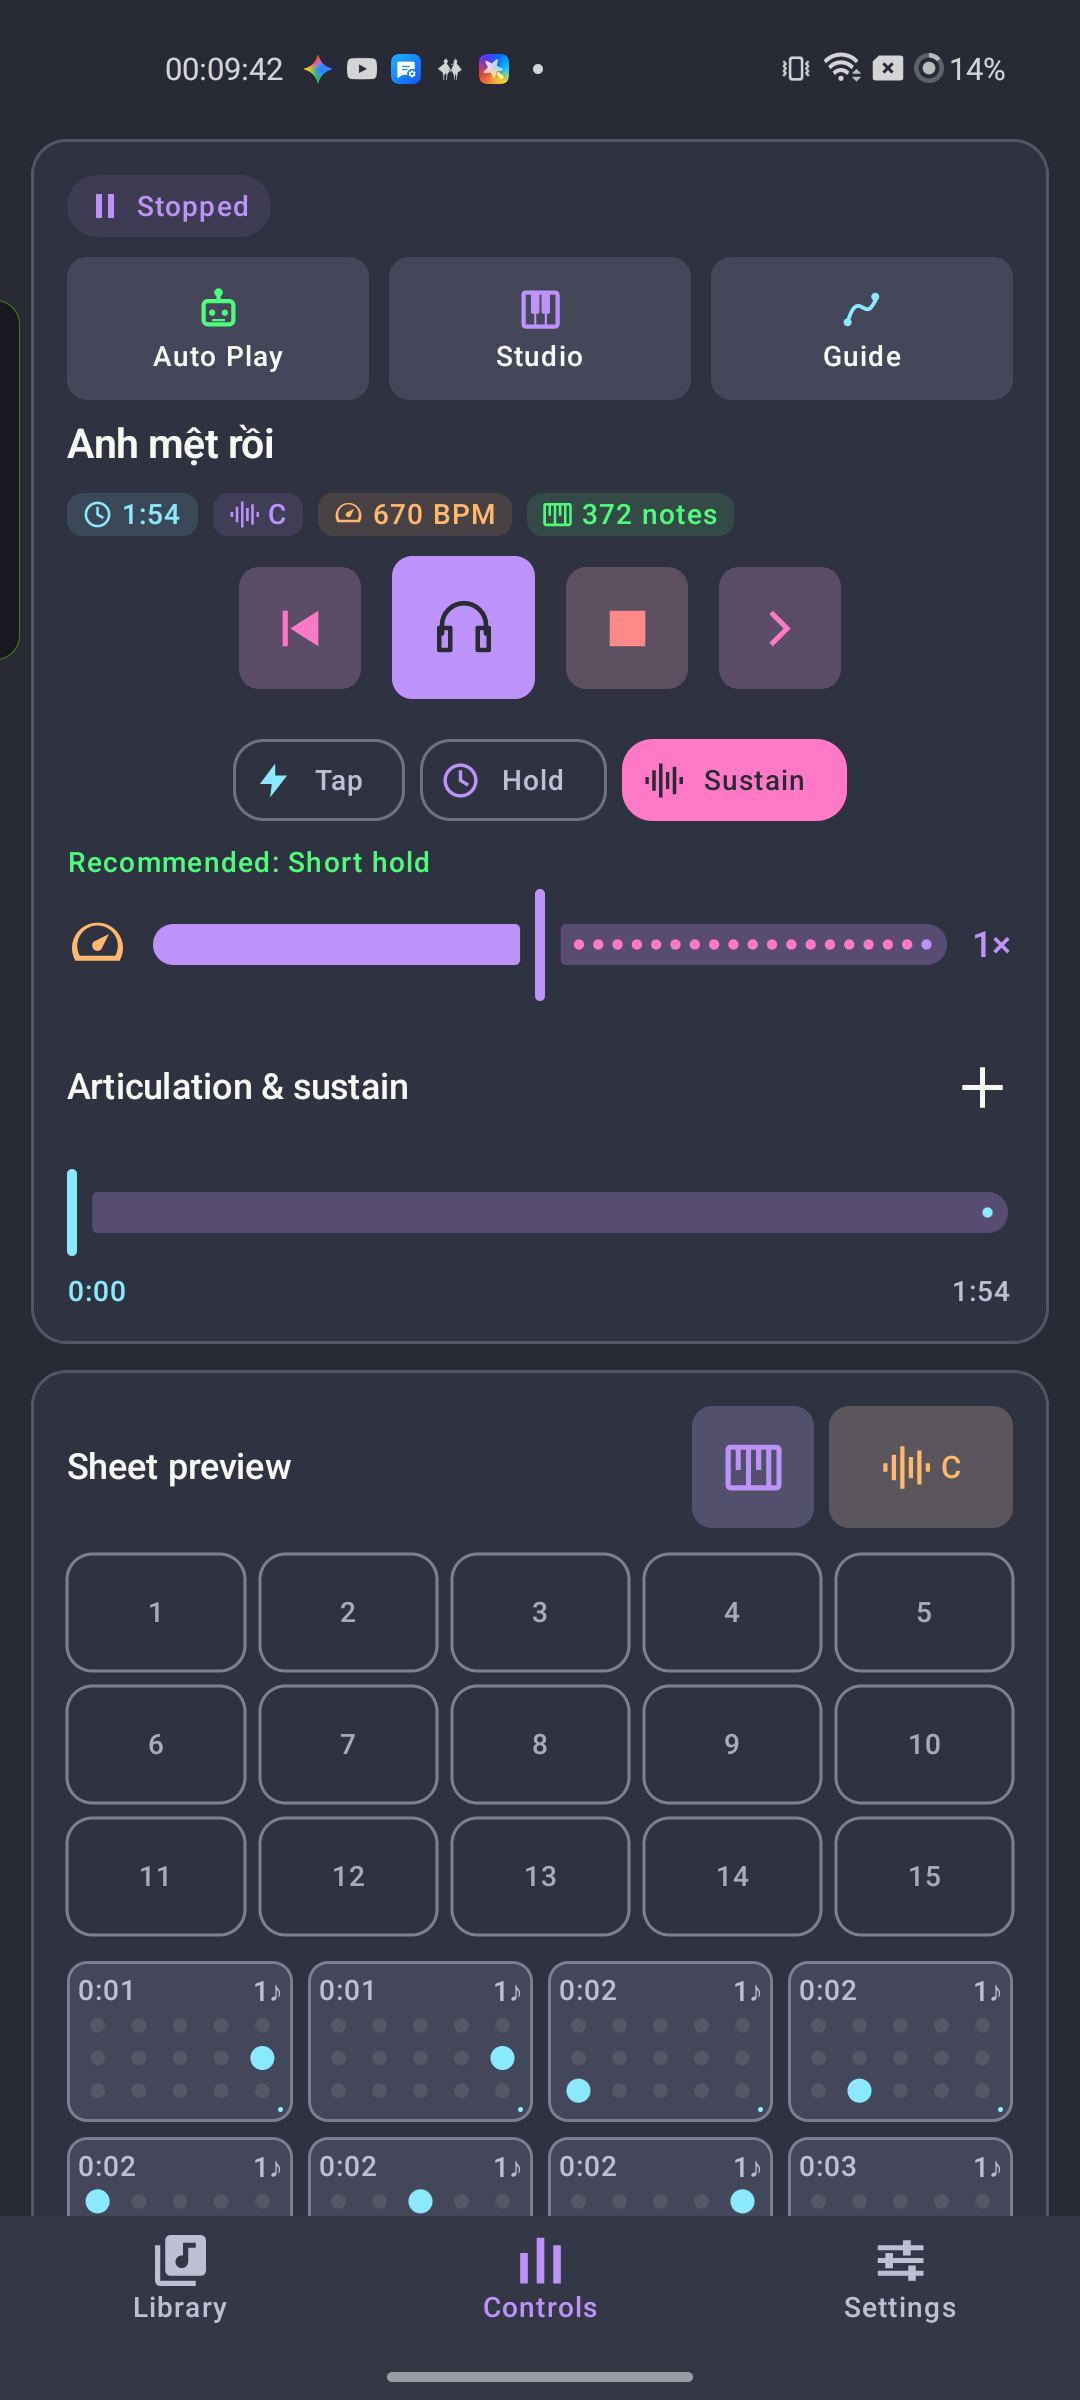 00:09:42 14%
Stopped
Auto Play Studio Guide
Anh mệt rồi
1:54 C 670 BPM 372 notes
Tap Hold Sustain
Recommended: Short hold
1×
Articulation & sustain
0:00 1:54
Sheet preview C
1 2 3 4 5
6 7 8 9 10
11 12 13 14 15
0:01 1♪ 0:01 1♪ 0:02 1♪ 0:02 1♪
0:02 1♪ 0:02 1♪ 0:02 1♪ 0:03 1♪
Library Controls Settings